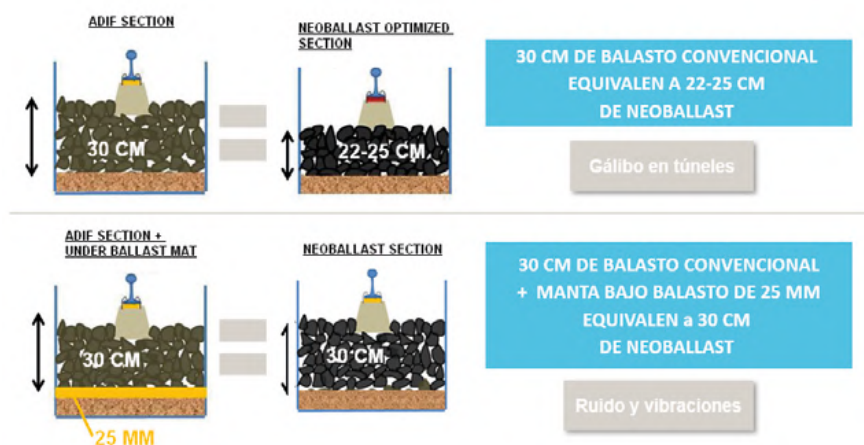 ADIF SECTION
30 CM
NEOBALLAST OPTIMIZED
SECTION
22-25 CM
30 CM DE BALASTO CONVENCIONAL
EQUIVALEN A 22-25 CM
DE NEOBALLAST
Gálibo en túneles
ADIF SECTION +
UNDER BALLAST MAT
30 CM
25 MM
NEOBALLAST SECTION
30 CM
30 CM DE BALASTO CONVENCIONAL
+ MANTA BAJO BALASTO DE 25 MM
EQUIVALEN a 30 CM
DE NEOBALLAST
Ruido y vibraciones